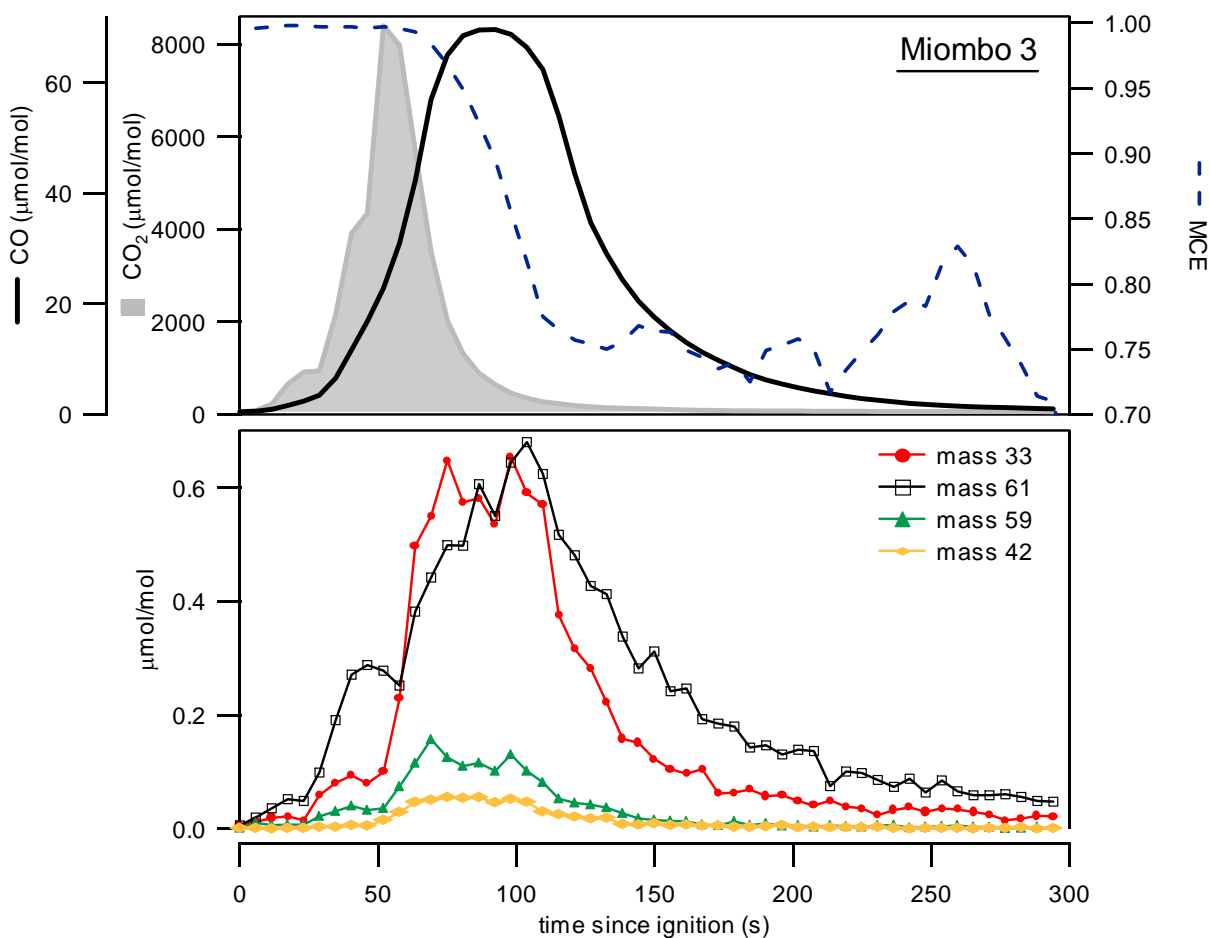 Miombo 3
CO (μmol/mol)
0
20
40
60
CO2 (μmol/mol)
0
2000
4000
6000
8000
1.00
0.95
0.90
0.85
0.80
0.75
0.70
MCE
mass 33
mass 61
mass 59
mass 42
μmol/mol
0.6
0.4
0.2
0.0
0 50 100 150 200 250 300
time since ignition (s)